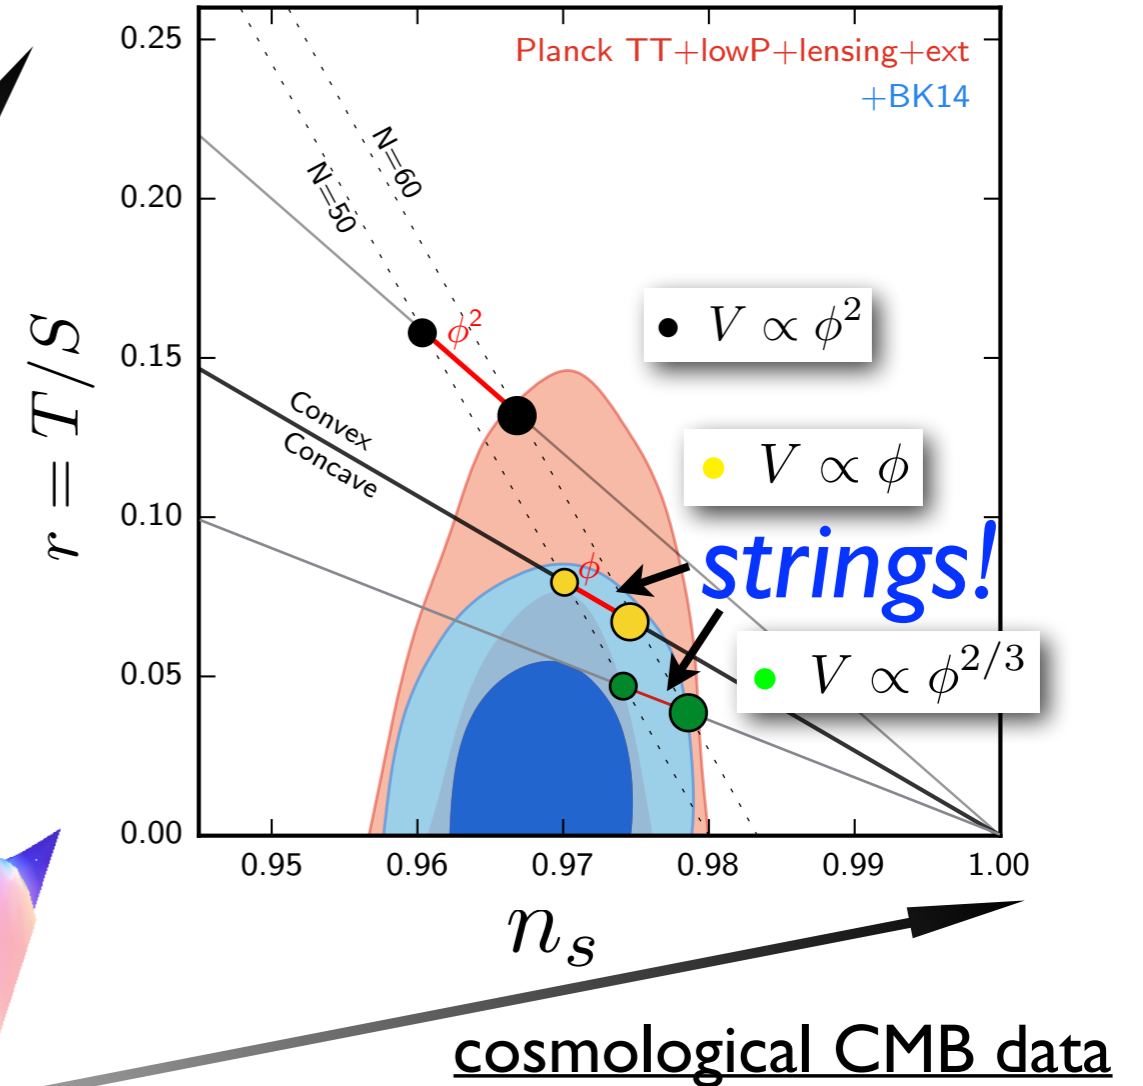 Planck TT+lowP+lensing+ext
+BK14
0.25
0.20
0.15
0.10
0.05
0.00
r = T/S
N=50
N=60
ϕ²
Convex
Concave
ϕ
• V ∝ ϕ²
• V ∝ ϕ
strings!
• V ∝ ϕ^{2/3}
0.95 0.96 0.97 0.98 0.99 1.00
n_s
cosmological CMB data